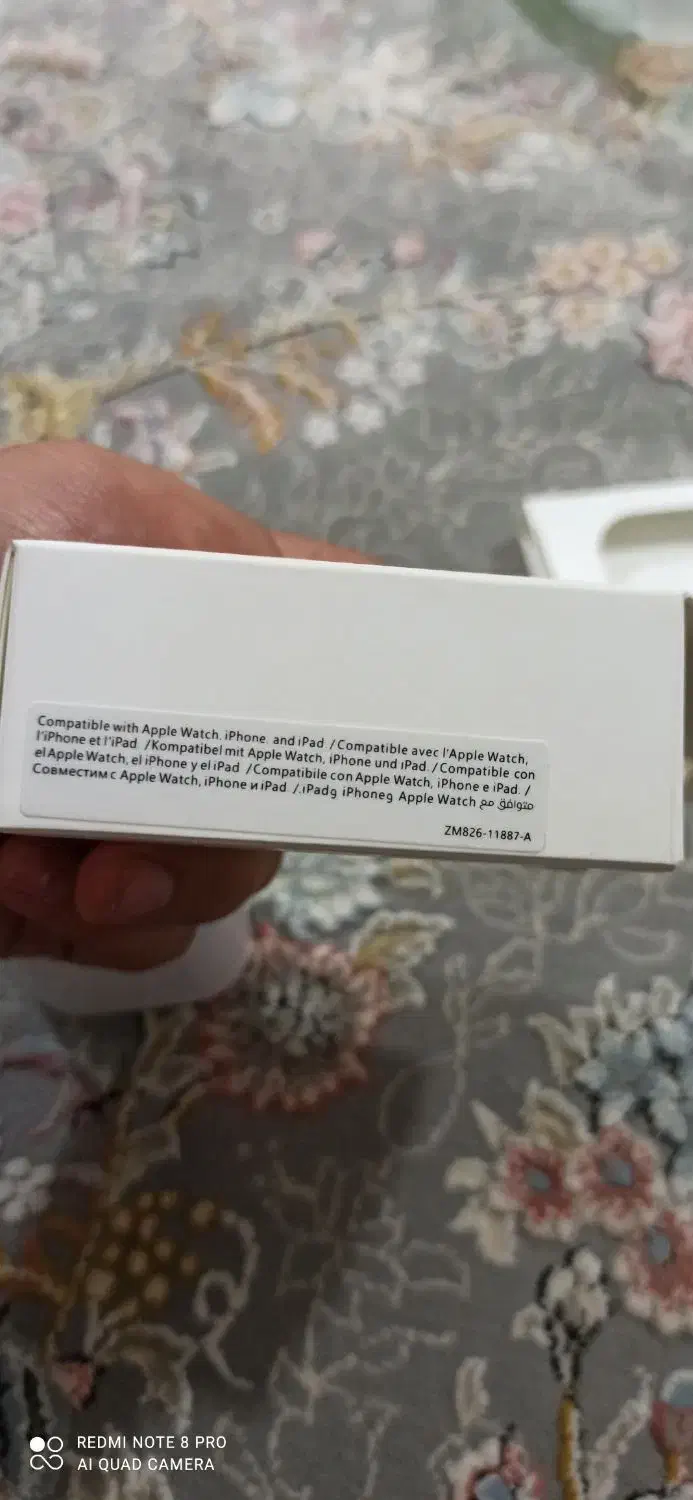 Compatible with Apple Watch. iPhone. and iPad. / Compatible avec l'Apple Watch,
l'iPhone et l'iPad. / Kompatibel mit Apple Watch, iPhone und iPad. / Compatible con
el Apple Watch, el iPhone y el iPad. / Compatibile con Apple Watch, iPhone e iPad. /
Совместим с Apple Watch, iPhone и iPad. / .iPadو iPhoneو Apple Watch متوافق مع
ZM826-11887-A
REDMI NOTE 8 PRO
AI QUAD CAMERA